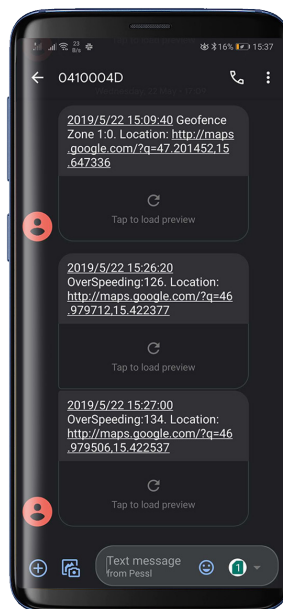 23
B/s
16%
15:37
0410004D
2019/5/22 15:09:40 Geofence
Zone 1:0. Location: http://maps
.google.com/?q=47.201452,15
.647336
Tap to load preview
2019/5/22 15:26:20
OverSpeeding:126. Location:
http://maps.google.com/?q=46
.979712,15.422377
Tap to load preview
2019/5/22 15:27:00
OverSpeeding:134. Location:
http://maps.google.com/?q=46
.979506,15.422537
Tap to load preview
Text message
from Pessl
1